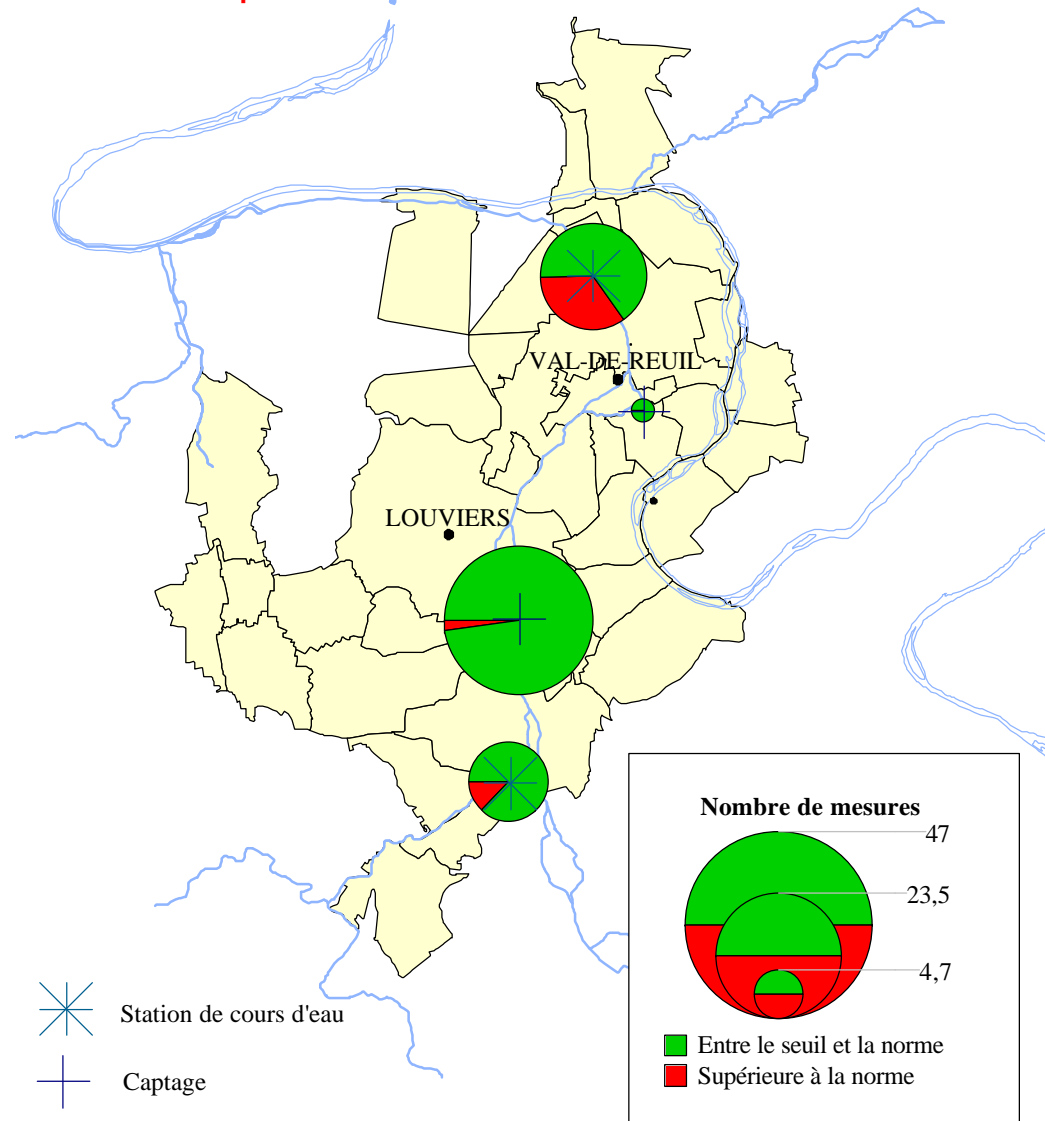 VAL-DE-REUIL
LOUVIERS
Nombre de mesures
47
23,5
4,7
Entre le seuil et la norme
Supérieure à la norme
Station de cours d'eau
Captage